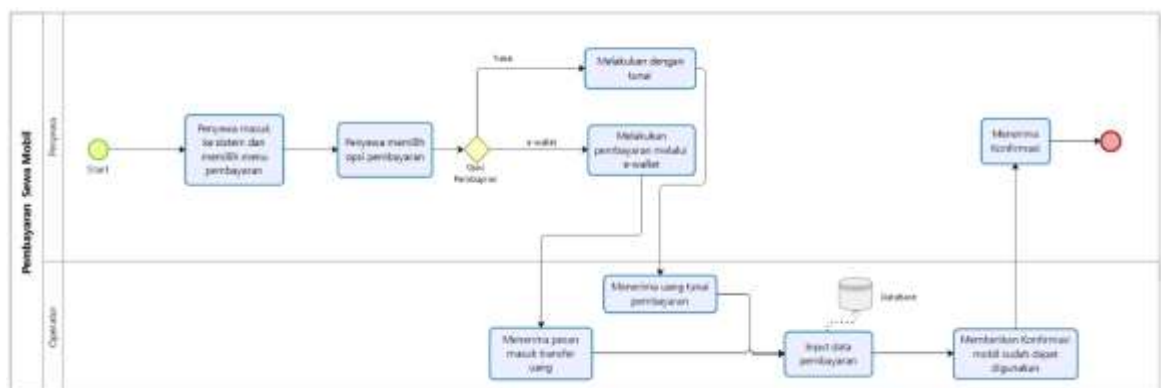 Pembayaran Sewa Mobil
Penyewa
Operator
Start
Penyewa masuk
ke sistem dan
memilih menu
pembayaran
Penyewa memilih
opsi pembayaran
Opsi
Pembayran
Tunai
Melakukan dengan
tunai
e-wallet
Melakukan
pembayaran melalui
e-wallet
Menerima
Konfirmasi
Menerima uang tunai
pembayaran
Menerima pesan
masuk transfer
uang
Database
Input data
pembayaran
Memberikan Konfirmasi
mobil sudah dapat
digunakan